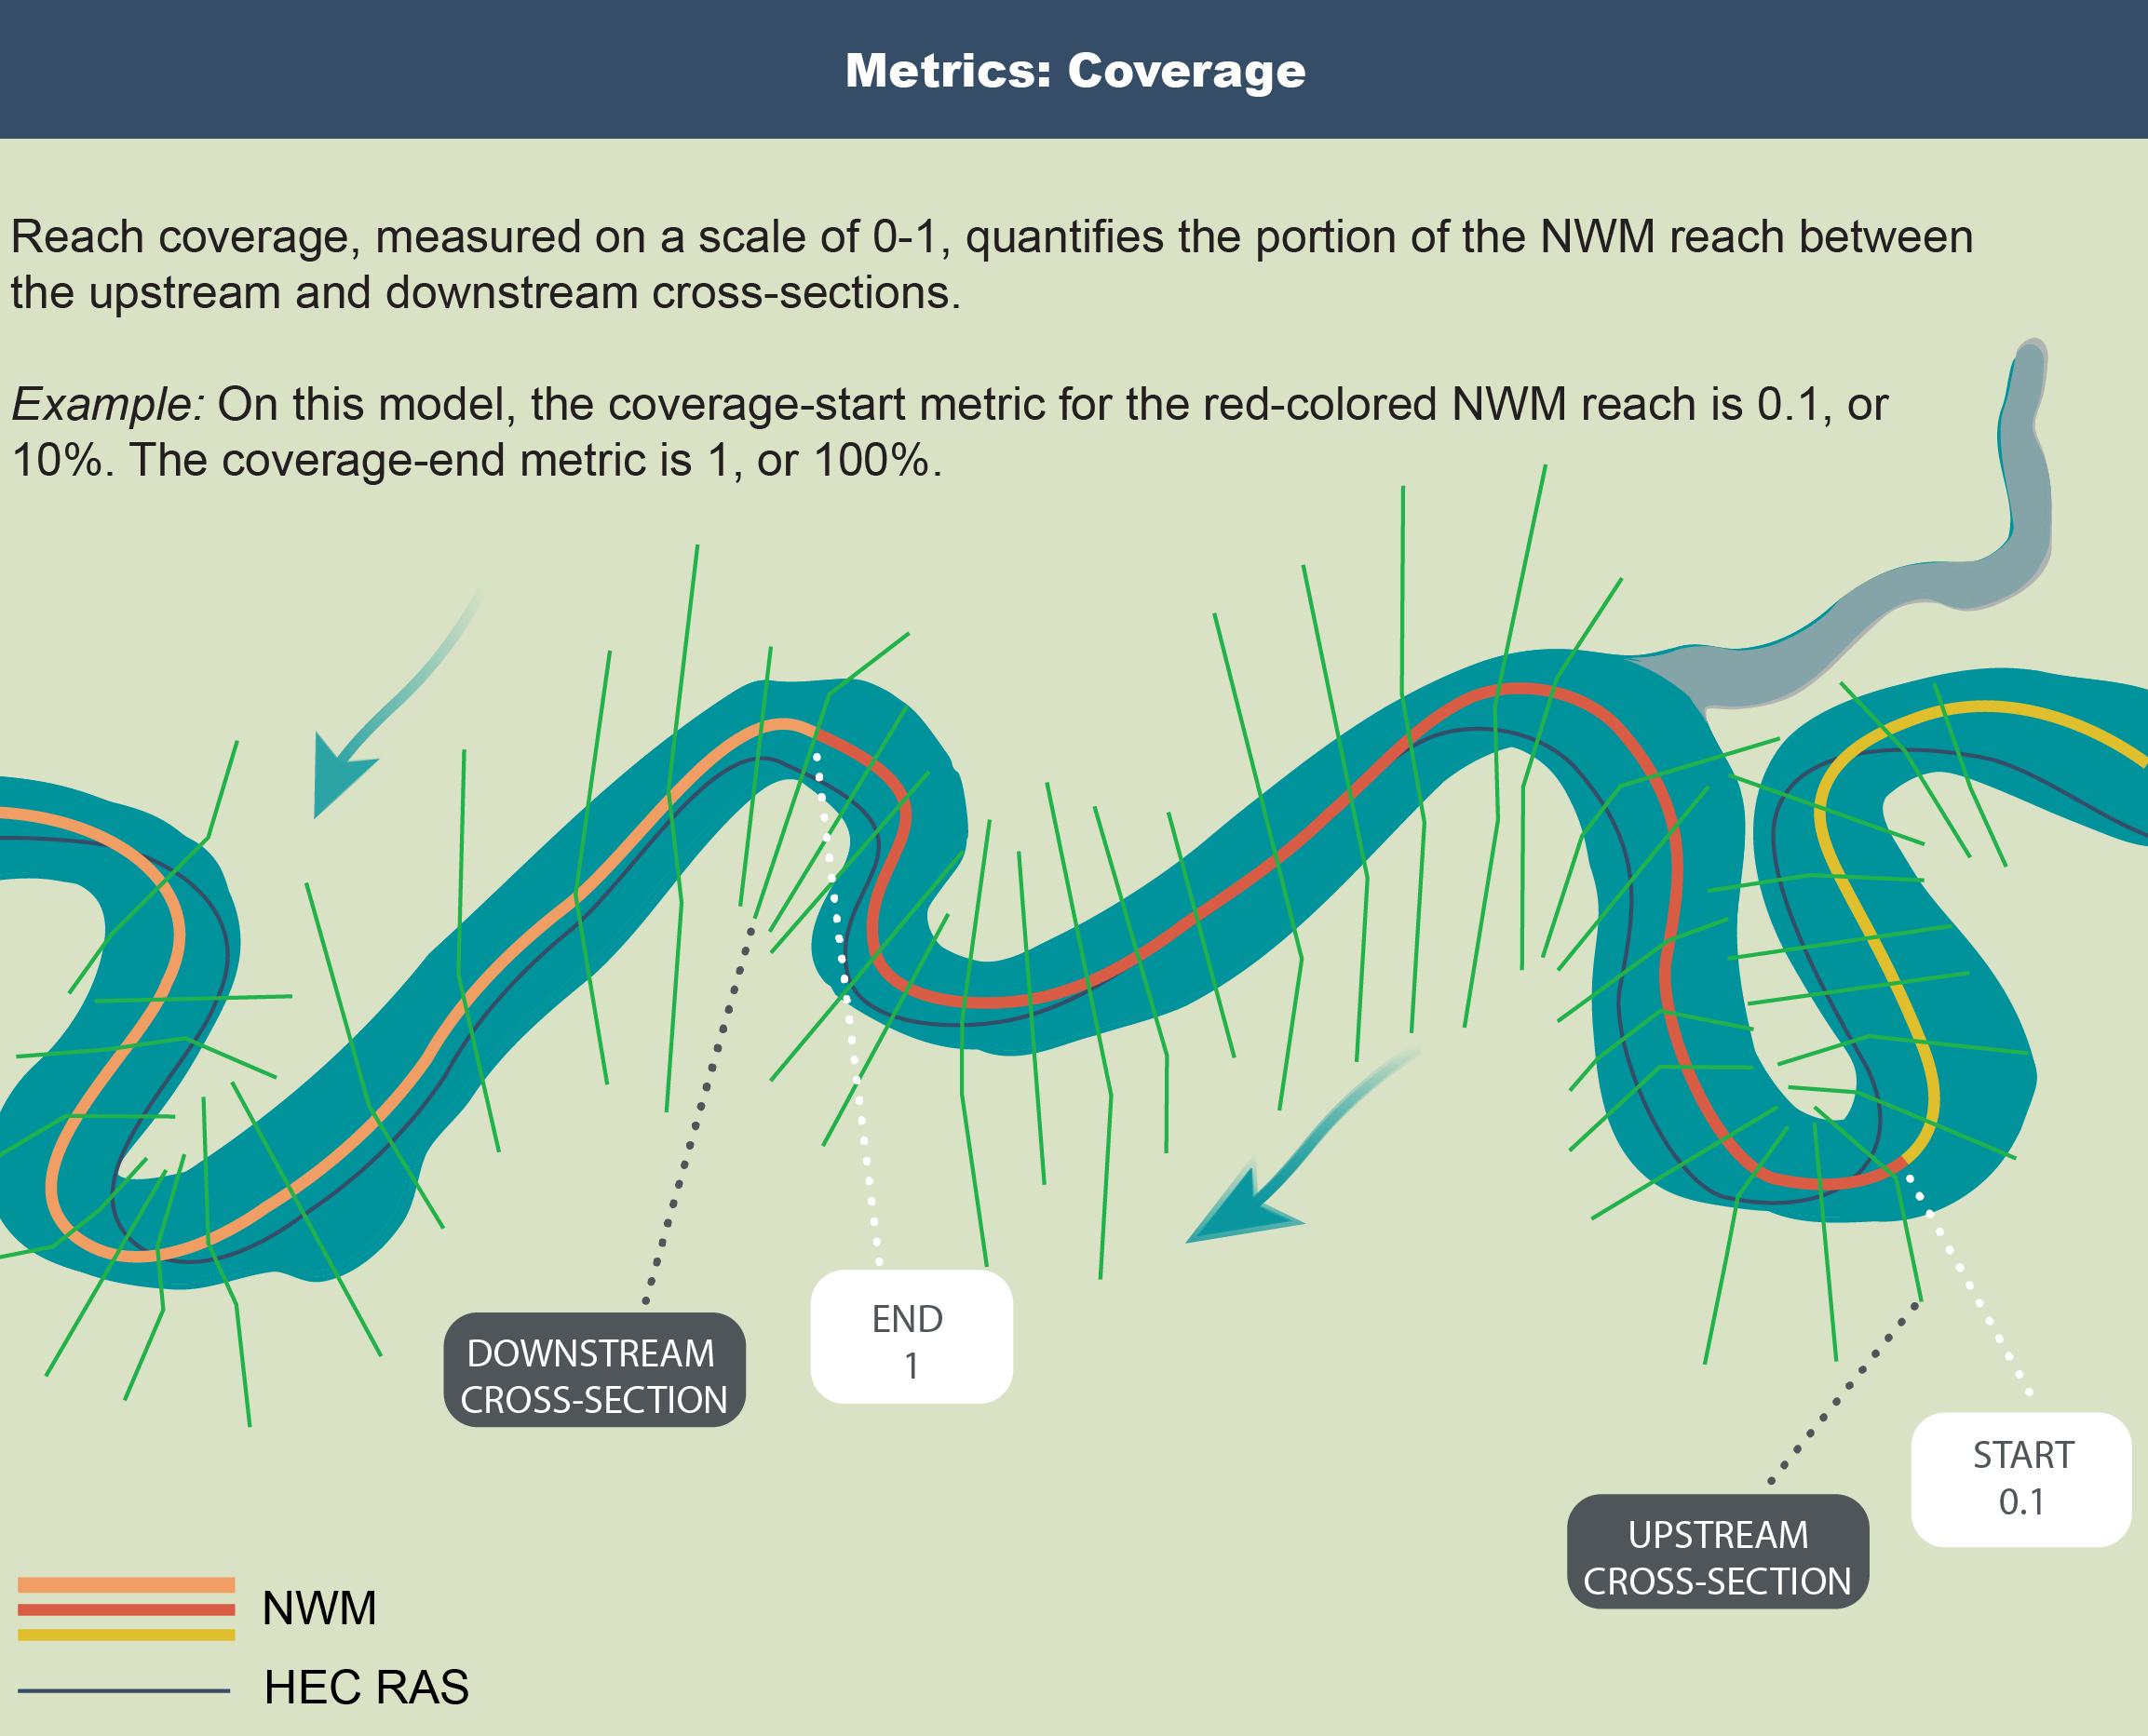 Metrics: Coverage
Reach coverage, measured on a scale of 0-1, quantifies the portion of the NWM reach between
the upstream and downstream cross-sections.
Example: On this model, the coverage-start metric for the red-colored NWM reach is 0.1, or
10%. The coverage-end metric is 1, or 100%.
DOWNSTREAM
CROSS-SECTION
END
1
START
0.1
UPSTREAM
CROSS-SECTION
NWM
HEC RAS